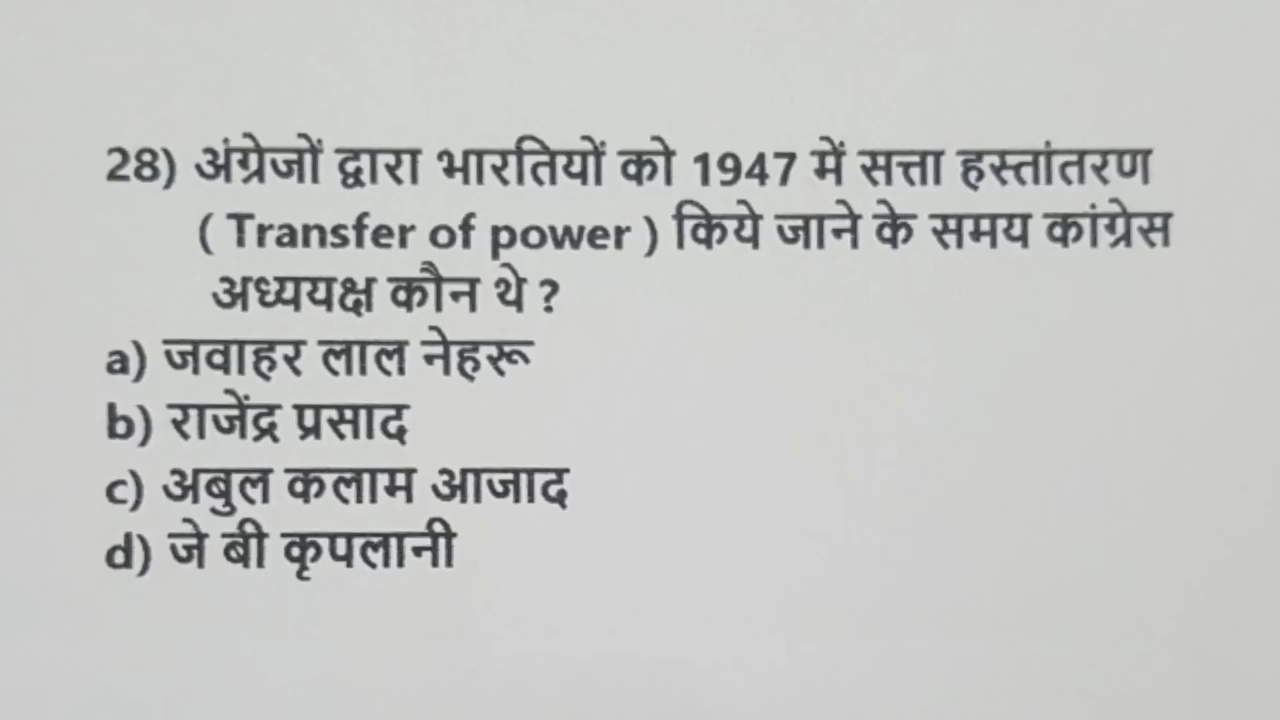 28) अंग्रेजों द्वारा भारतियों को 1947 में सत्ता हस्तांतरण
( Transfer of power ) किये जाने के समय कांग्रेस
अध्ययक्ष कौन थे ?
a) जवाहर लाल नेहरू
b) राजेंद्र प्रसाद
c) अबुल कलाम आजाद
d) जे बी कृपलानी